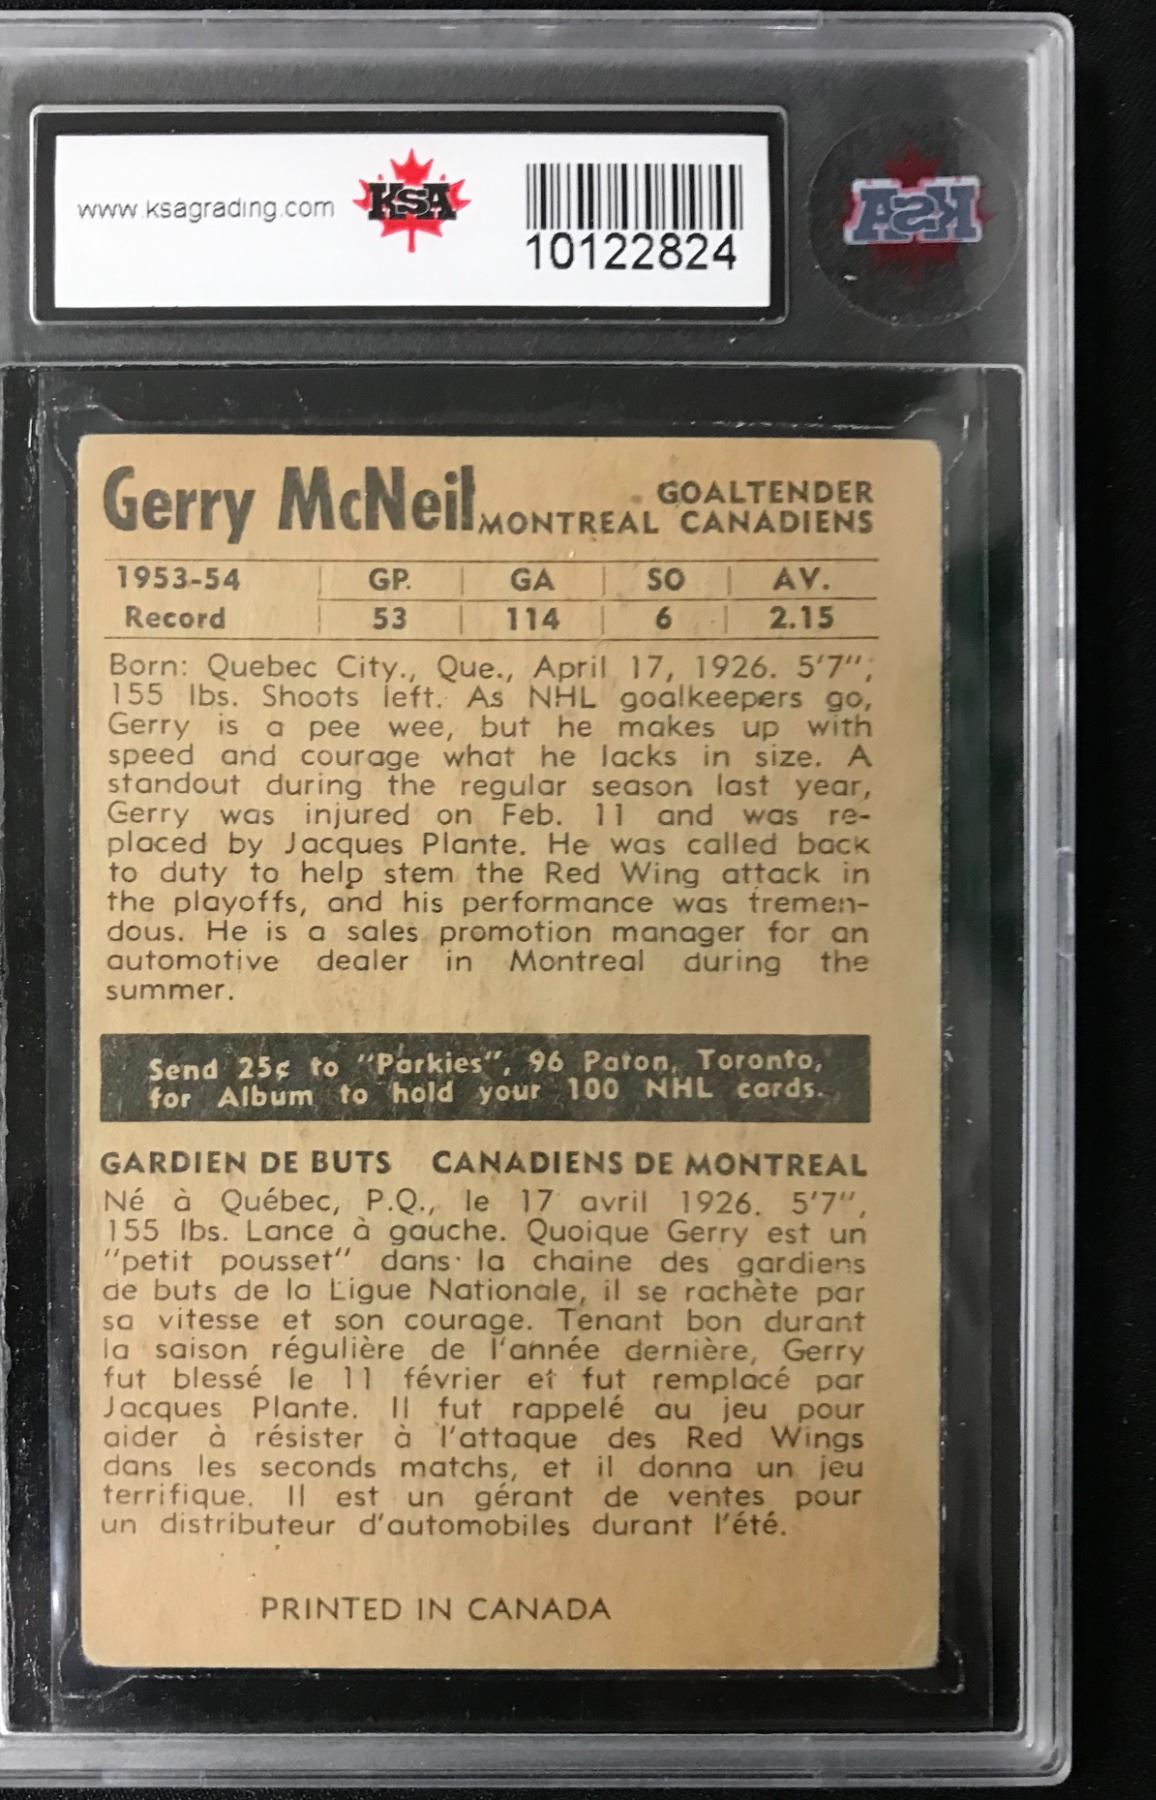 www.ksagrading.com
KSA
10122824
KSA
Gerry McNeil
GOALTENDER
MONTREAL CANADIENS
1953-54 GP. GA SO AV.
Record 53 114 6 2.15
Born: Quebec City., Que., April 17, 1926. 5'7";
155 lbs. Shoots left. As NHL goalkeepers go,
Gerry is a pee wee, but he makes up with
speed and courage what he lacks in size. A
standout during the regular season last year,
Gerry was injured on Feb. 11 and was re-
placed by Jacques Plante. He was called back
to duty to help stem the Red Wing attack in
the playoffs, and his performance was tremen-
dous. He is a sales promotion manager for an
automotive dealer in Montreal during the
summer.
Send 25¢ to "Parkies", 96 Paton, Toronto,
for Album to hold your 100 NHL cards.
GARDIEN DE BUTS CANADIENS DE MONTREAL
Né à Québec, P.Q., le 17 avril 1926. 5'7",
155 lbs. Lance à gauche. Quoique Gerry est un
"petit pousset" dans la chaine des gardiens
de buts de la Ligue Nationale, il se rachète par
sa vitesse et son courage. Tenant bon durant
la saison régulière de l'année dernière, Gerry
fut blessé le 11 février et fut remplacé par
Jacques Plante. Il fut rappelé au jeu pour
aider à résister à l'attaque des Red Wings
dans les seconds matchs, et il donna un jeu
terrifique. Il est un gérant de ventes pour
un distributeur d'automobiles durant l'été.
PRINTED IN CANADA